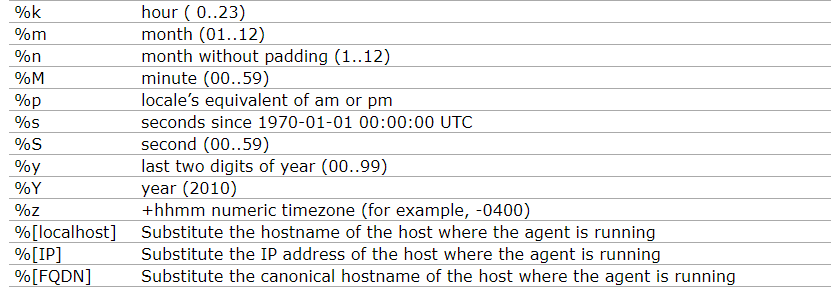 %k hour ( 0..23)
%m month (01..12)
%n month without padding (1..12)
%M minute (00..59)
%p locale’s equivalent of am or pm
%s seconds since 1970-01-01 00:00:00 UTC
%S second (00..59)
%y last two digits of year (00..99)
%Y year (2010)
%z +hhmm numeric timezone (for example, -0400)
%[localhost] Substitute the hostname of the host where the agent is running
%[IP] Substitute the IP address of the host where the agent is running
%[FQDN] Substitute the canonical hostname of the host where the agent is running